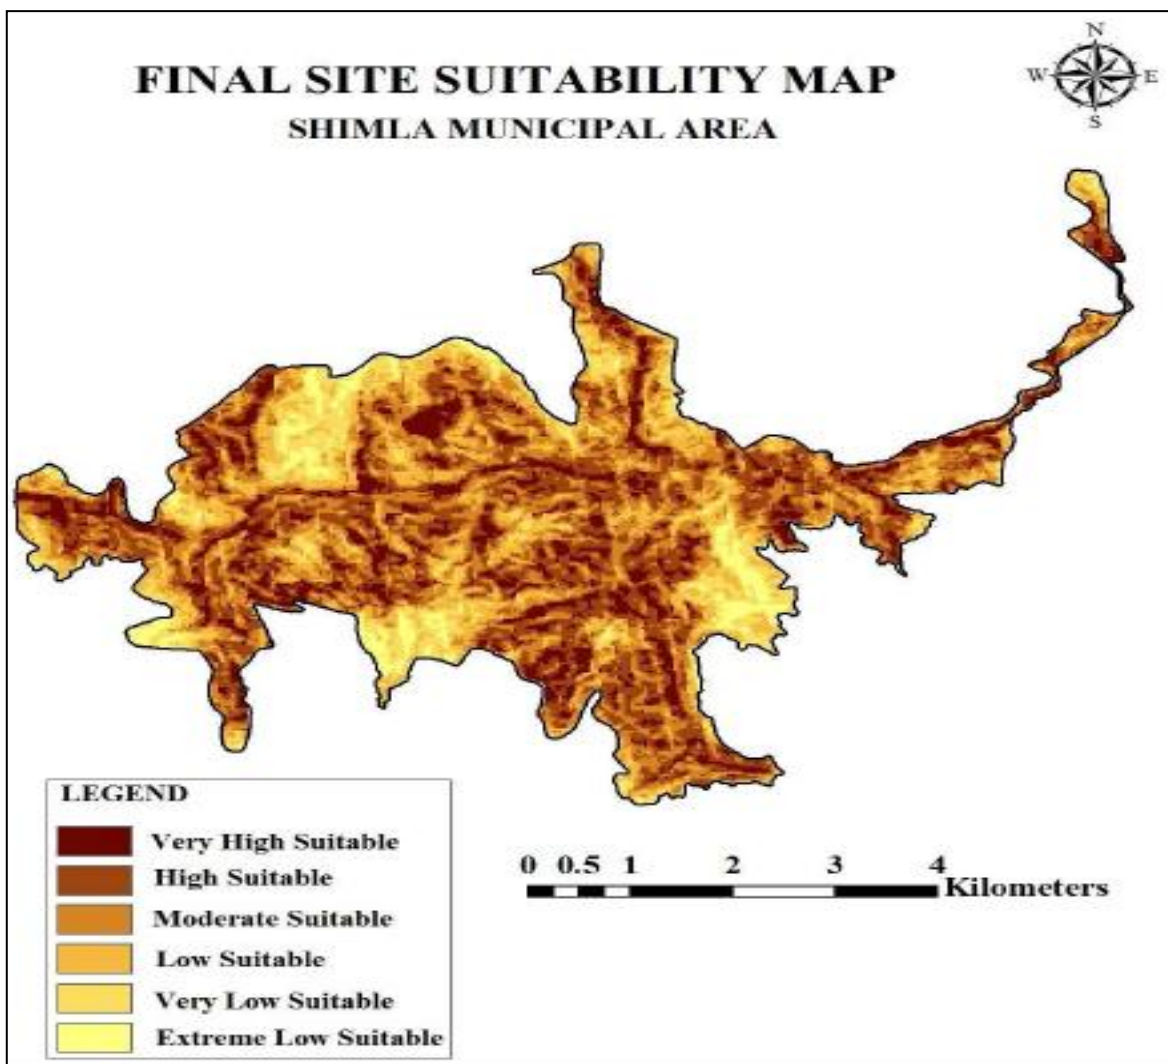 FINAL SITE SUITABILITY MAP
SHIMLA MUNICIPAL AREA
N
W E
S
LEGEND
Very High Suitable
High Suitable
Moderate Suitable
Low Suitable
Very Low Suitable
Extreme Low Suitable
0 0.5 1 2 3 4
Kilometers